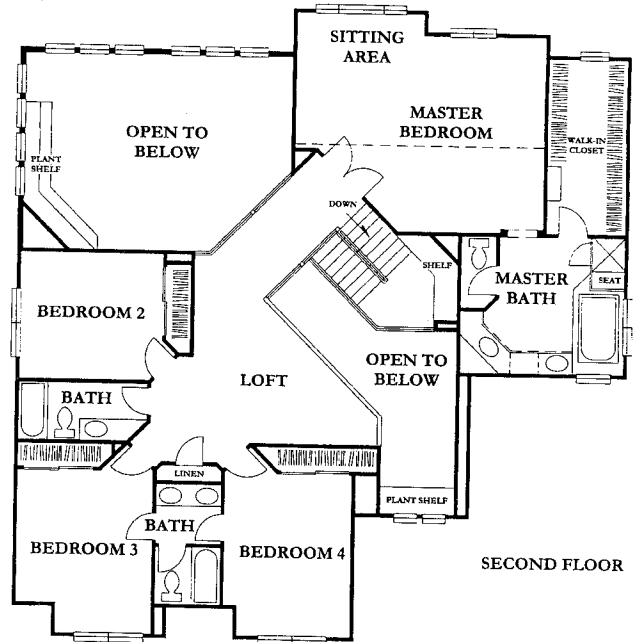 SITTING
AREA
MASTER
BEDROOM
OPEN TO
BELOW
WALK-IN
CLOSET
PLANT
SHELF
DOWN
SHELF
MASTER
BATH
SEAT
BEDROOM 2
OPEN TO
BELOW
LOFT
BATH
LINEN
PLANT SHELF
BATH
BEDROOM 3
BEDROOM 4
SECOND FLOOR